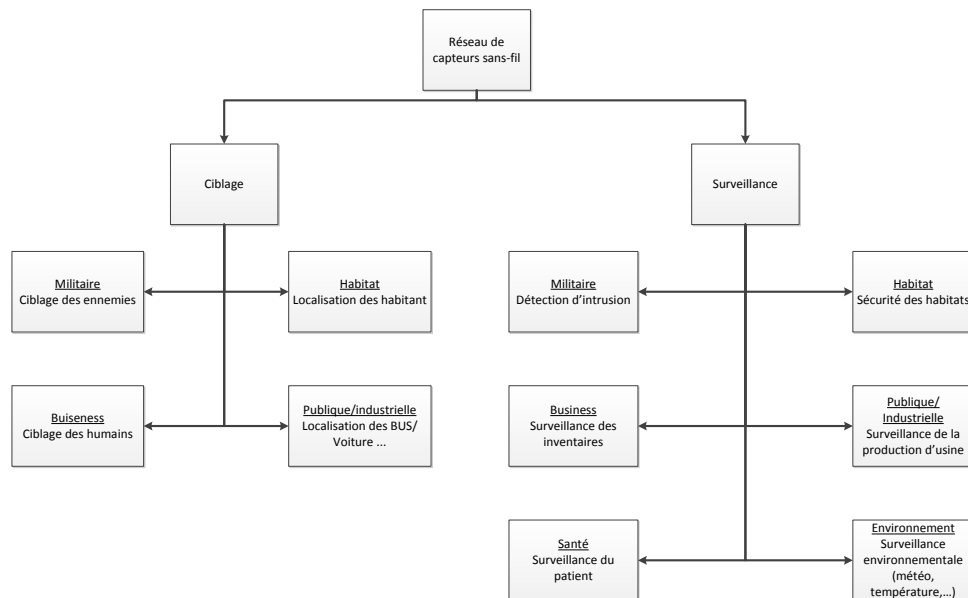 Réseau de
capteurs sans-fil
Ciblage
Surveillance
Militaire
Ciblage des ennemies
Habitat
Localisation des habitant
Militaire
Détection d'intrusion
Habitat
Sécurité des habitats
Buiseness
Ciblage des humains
Publique/industrielle
Localisation des BUS/
Voiture ...
Business
Surveillance des
inventaires
Publique/
Industrielle
Surveillance de la
production d'usine
Santé
Surveillance du
patient
Environnement
Surveillance
environnementale
(météo,
température,...)